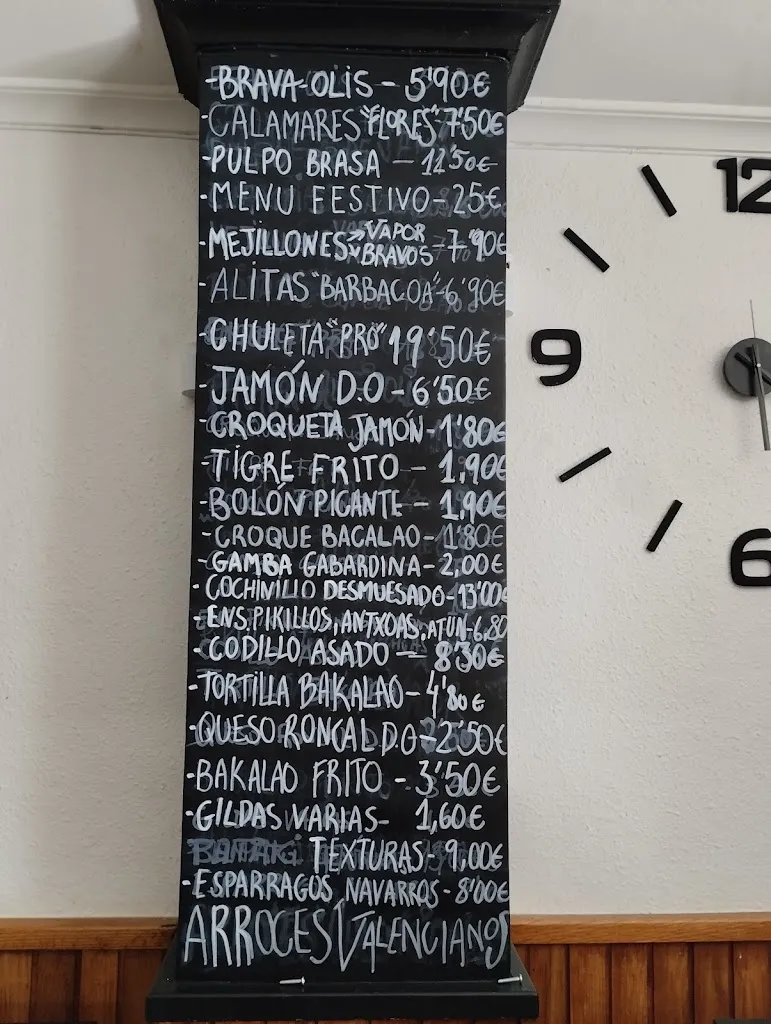 -BRAVA-OLIS - 5'90€
-CALAMARES "FLORES" 7'50€
-PULPO BRASA - 12'50€
-MENU FESTIVO - 25€
-MEJILLONES VAPOR BRAVOS - 7'90€
-ALITAS "BARBACOA" 6'90€
-CHULETA "PRO" 19'50€
-JAMÓN D.O - 6'50€
-CROQUETA JAMÓN - 1'80€
-TIGRE FRITO - 1,90€
-BOLÓN PICANTE - 1,90€
-CROQUE BACALAO - 1'80€
-GAMBA GABARDINA - 2,00€
-COCHINILLO DESMUESADO - 13'00€
-ENS, PIKILLOS, ANTXOAS, ATUN - 6,80
-CODILLO ASADO - 8'30€
-TORTILLA BAKALAO - 4'80€
-QUESO RONCAL D.O - 2'50€
-BAKALAO FRITO - 3'50€
-GILDAS VARIAS - 1,60€
TEXTURAS - 9,00€
-ESPARRAGOS NAVARROS - 8'00€
ARROCES VALENCIANOS
12
9
6